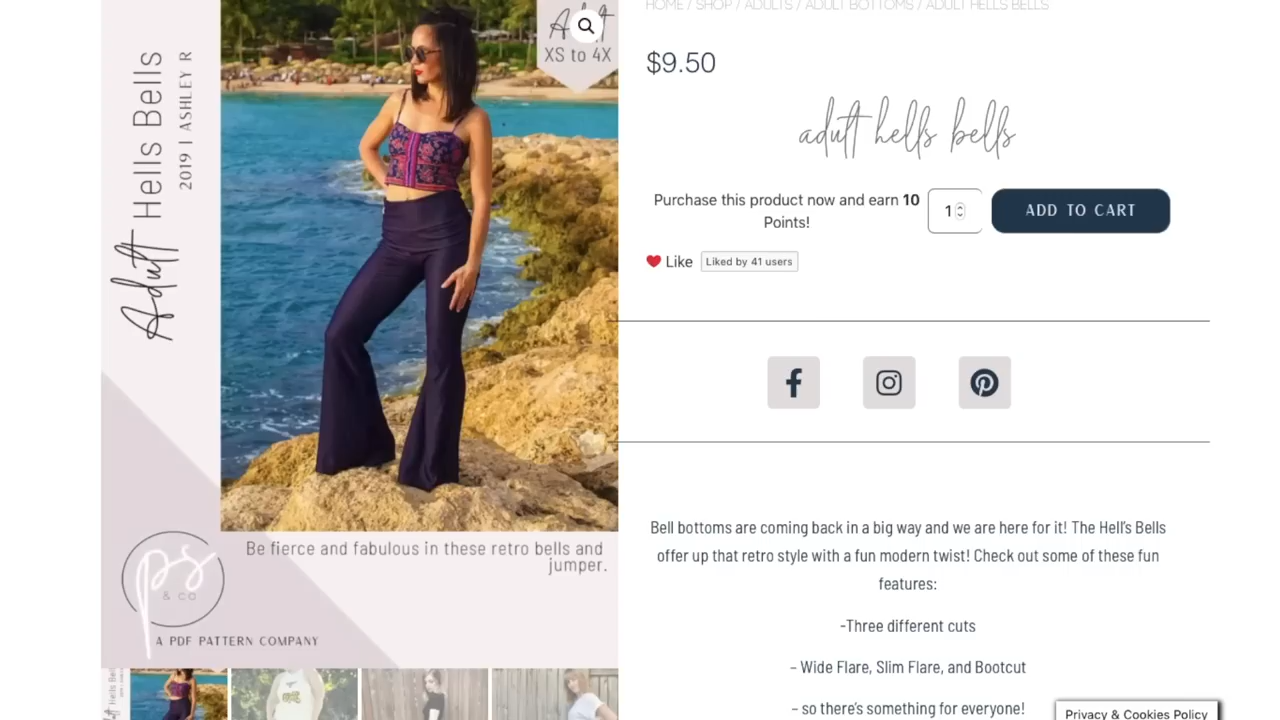 HOME / SHOP / ADULTS / ADULT BOTTOMS / ADULT HELLS BELLS
Adult
XS to 4X
Adult Hells Bells
2019 | ASHLEY R
$9.50
adult hells bells
Purchase this product now and earn 10
Points!
1
ADD TO CART
Like
Liked by 41 users
Be fierce and fabulous in these retro bells and
jumper.
ps
& co
A PDF PATTERN COMPANY
Bell bottoms are coming back in a big way and we are here for it! The Hell's Bells
offer up that retro style with a fun modern twist! Check out some of these fun
features:
-Three different cuts
– Wide Flare, Slim Flare, and Bootcut
– so there's something for everyone!
Privacy & Cookies Policy